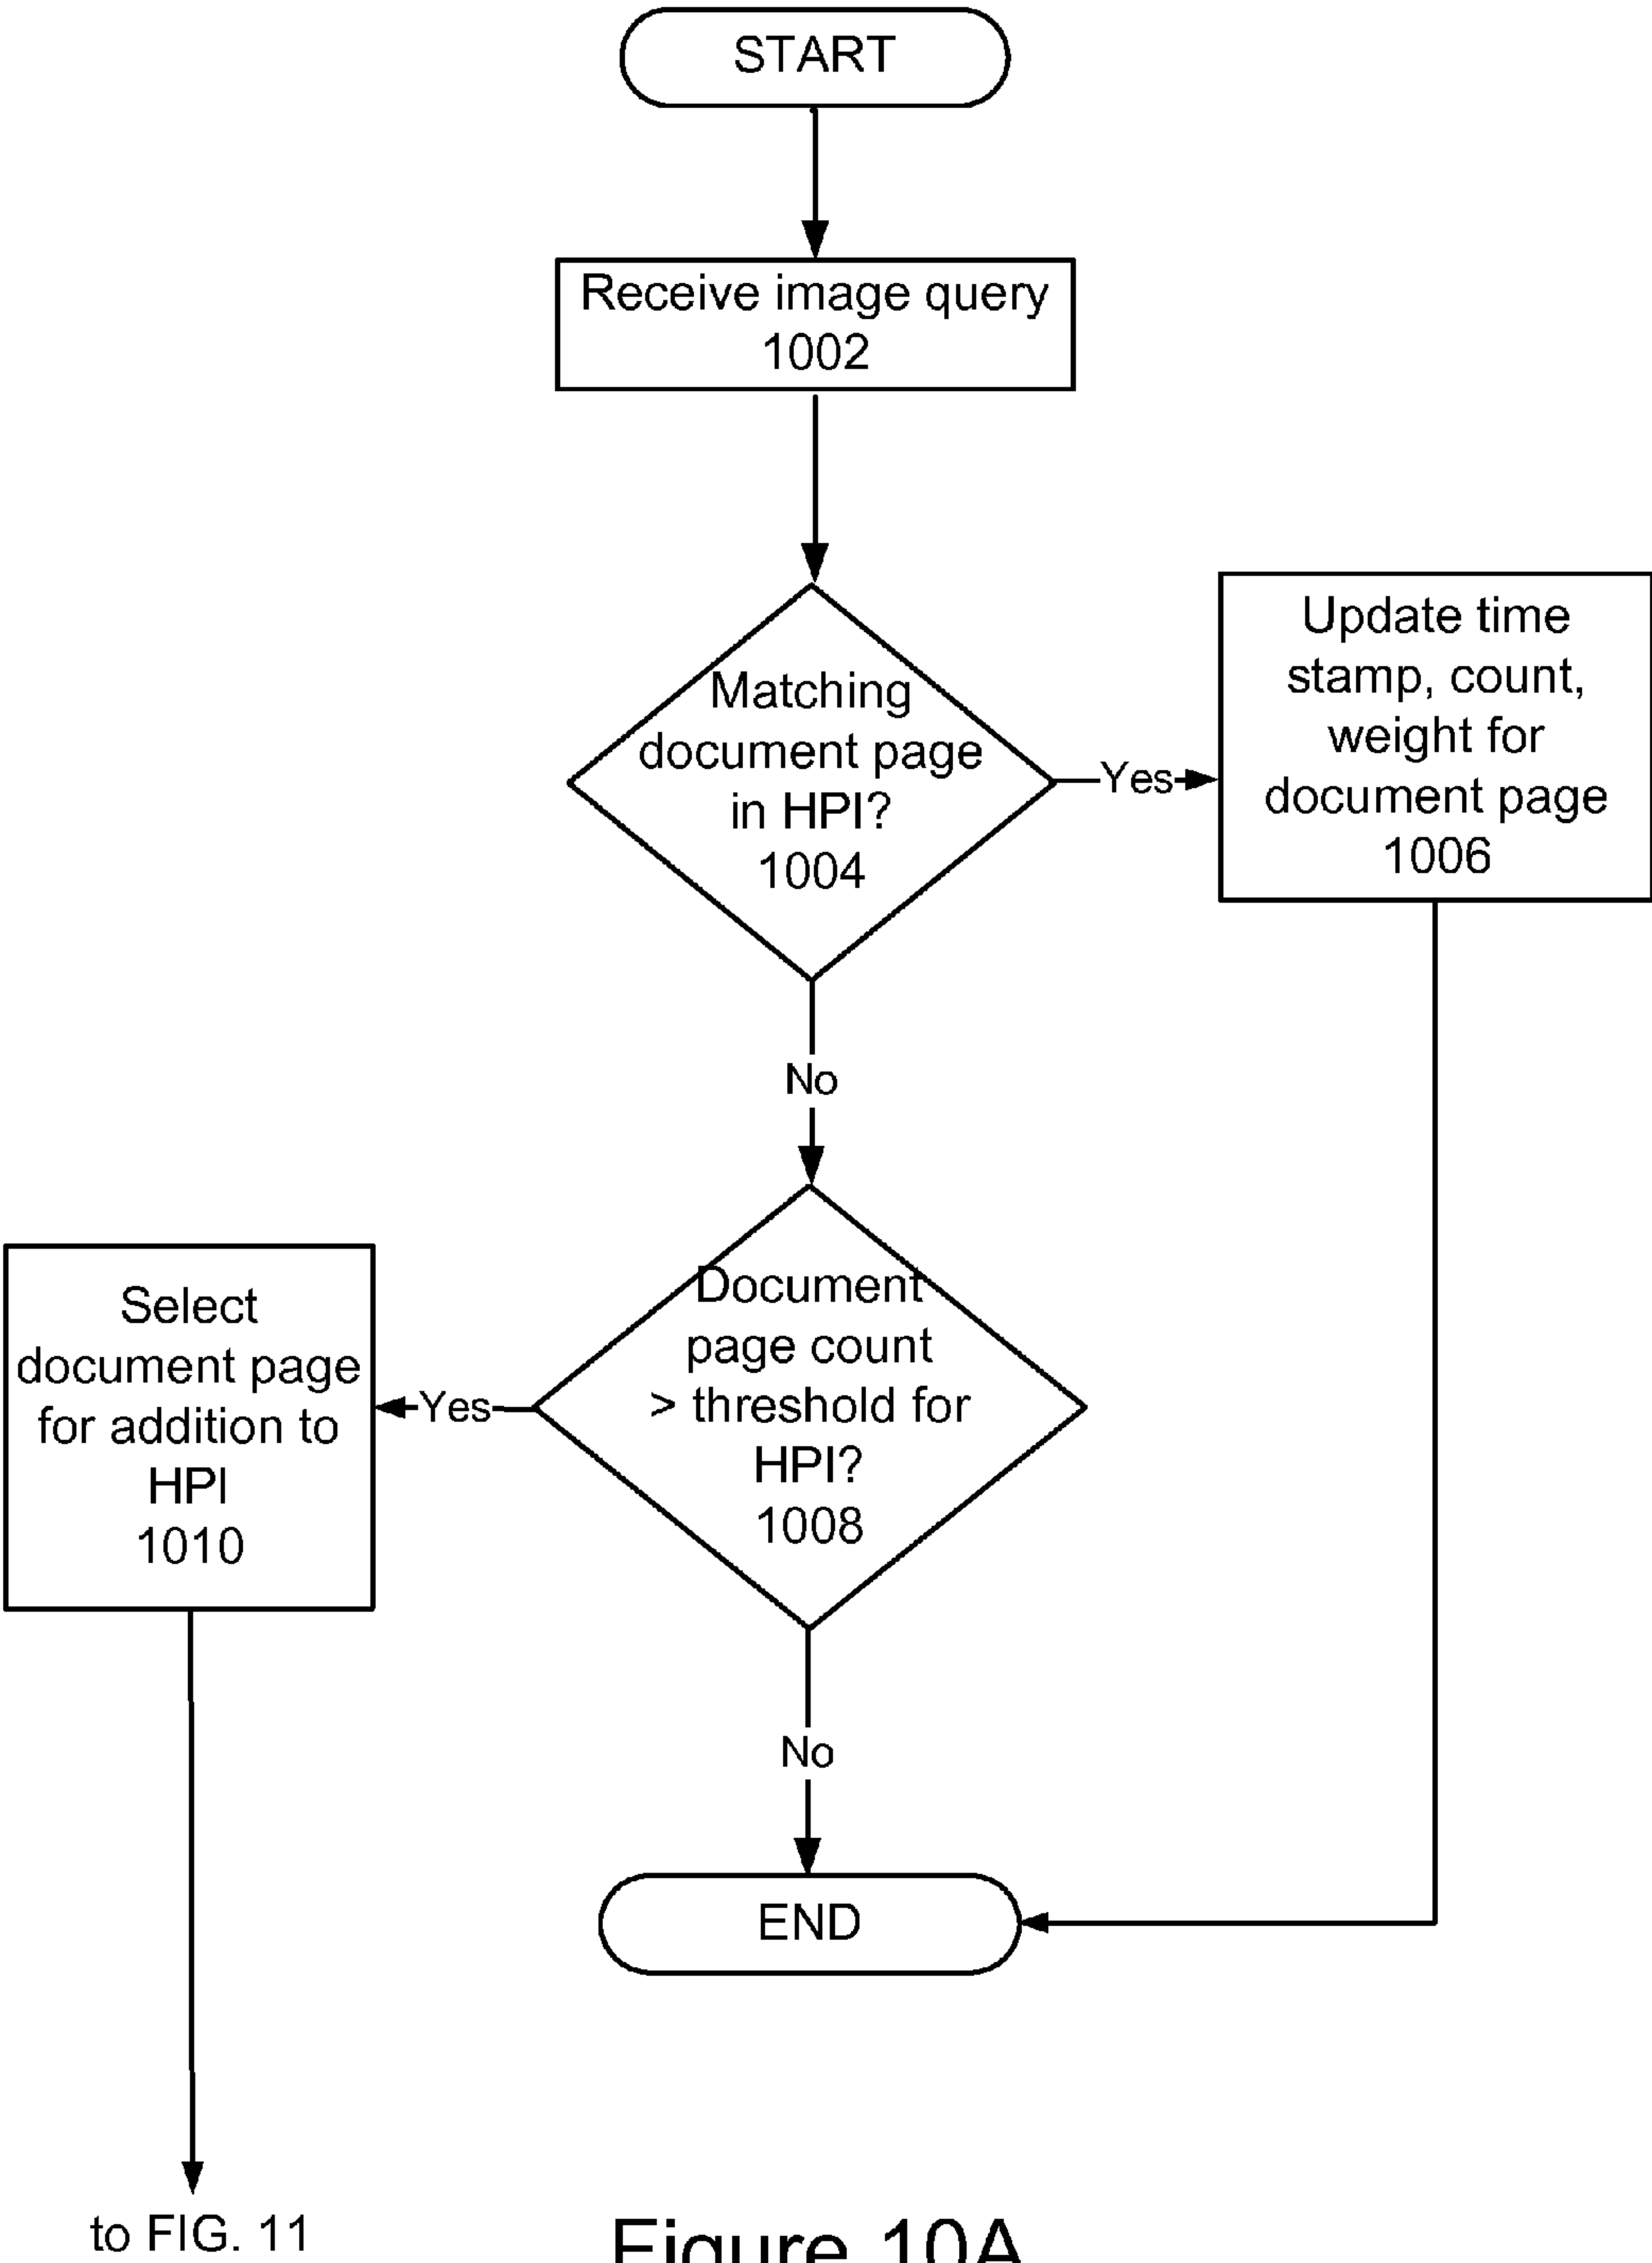 START
Receive image query
1002
Matching
document page
in HPI?
1004
Yes
Update time
stamp, count,
weight for
document page
1006
No
Document
page count
> threshold for
HPI?
1008
Yes
Select
document page
for addition to
HPI
1010
No
END
to FIG. 11
Figure 10A